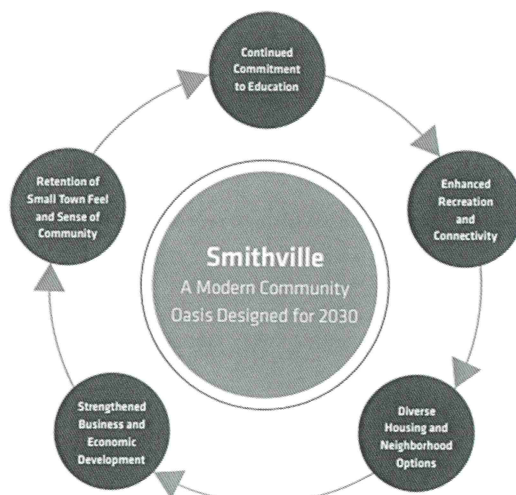 Continued
Commitment
to Education
Enhanced
Recreation
and
Connectivity
Diverse
Housing and
Neighborhood
Options
Strengthened
Business and
Economic
Development
Retention of
Small Town Feel
and Sense of
Community
Smithville
A Modern Community
Oasis Designed for 2030